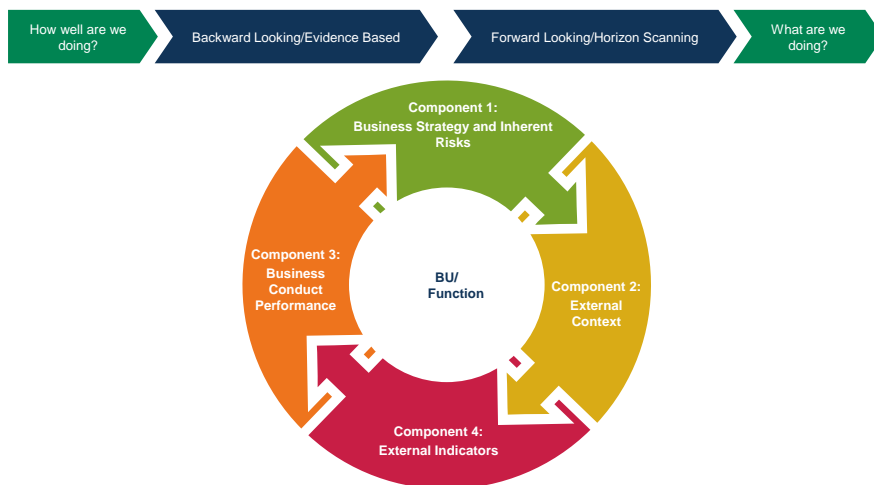 How well are we
doing?
Backward Looking/Evidence Based
Forward Looking/Horizon Scanning
What are we
doing?
Component 1:
Business Strategy and Inherent
Risks
Component 2:
External
Context
Component 3:
Business
Conduct
Performance
BU/
Function
Component 4:
External Indicators